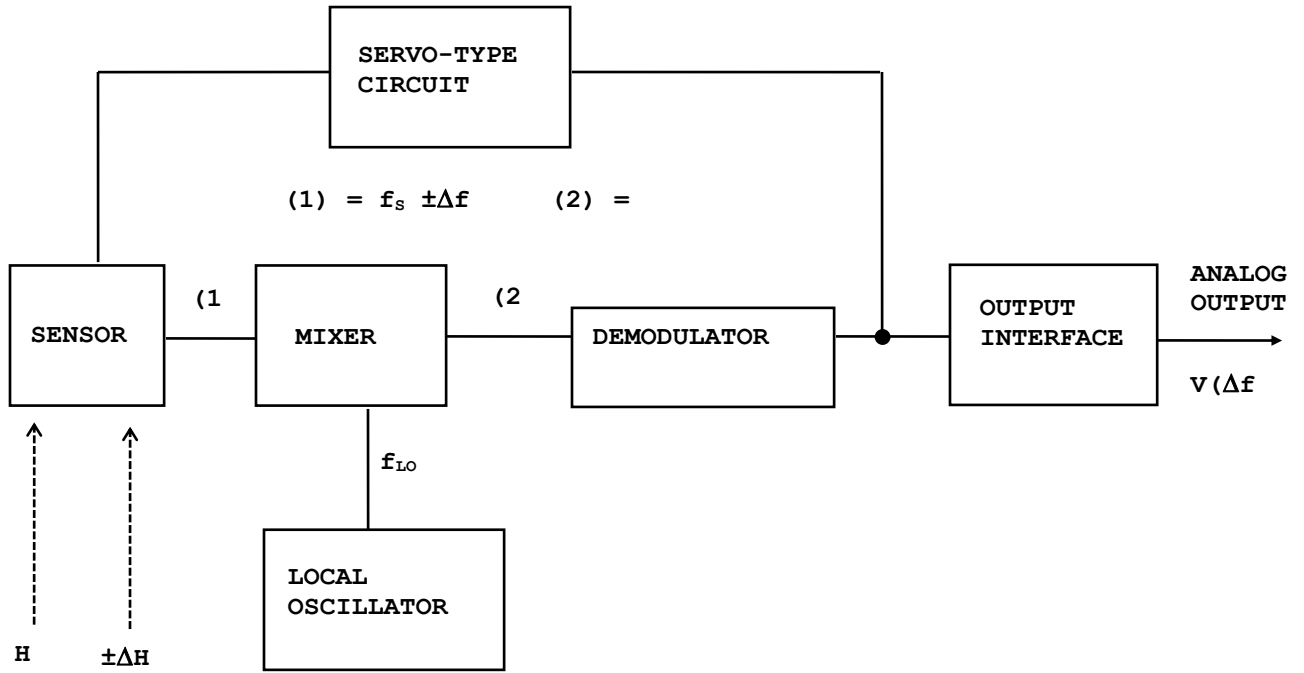 SERVO-TYPE
CIRCUIT
(1) = fS ±Δf (2) =
SENSOR
(1
MIXER
(2
DEMODULATOR
OUTPUT
INTERFACE
ANALOG
OUTPUT
V(Δf
fLO
LOCAL
OSCILLATOR
H
±ΔH